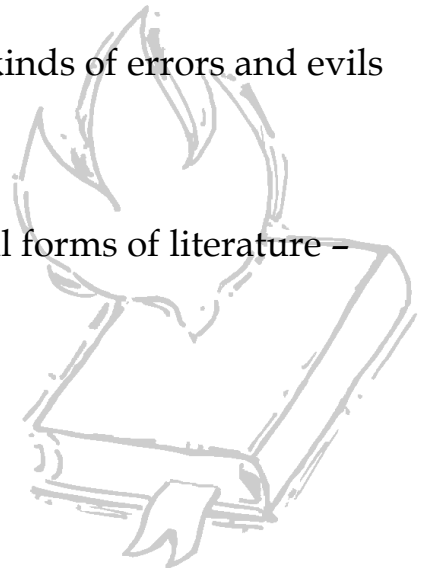 kinds of errors and evils
l forms of literature –